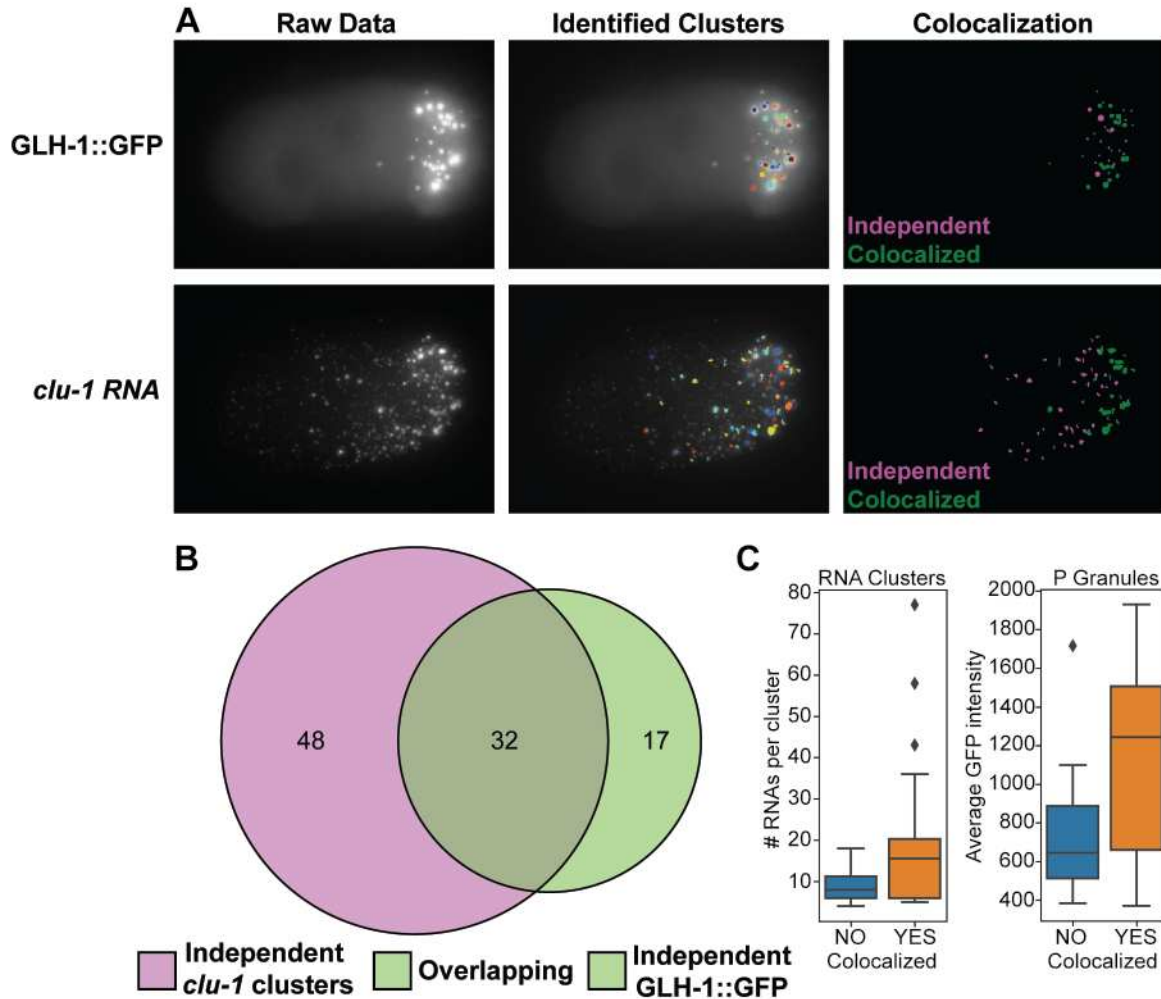 A
Raw Data
Identified Clusters
Colocalization
GLH-1::GFP
Independent
Colocalized
clu-1 RNA
Independent
Colocalized
B
48
32
17
Independent
clu-1 clusters
Overlapping
Independent
GLH-1::GFP
C
RNA Clusters
# RNAs per cluster
80
70
60
50
40
30
20
10
NO
YES
Colocalized
P Granules
Average GFP intensity
2000
1800
1600
1400
1200
1000
800
600
400
NO
YES
Colocalized